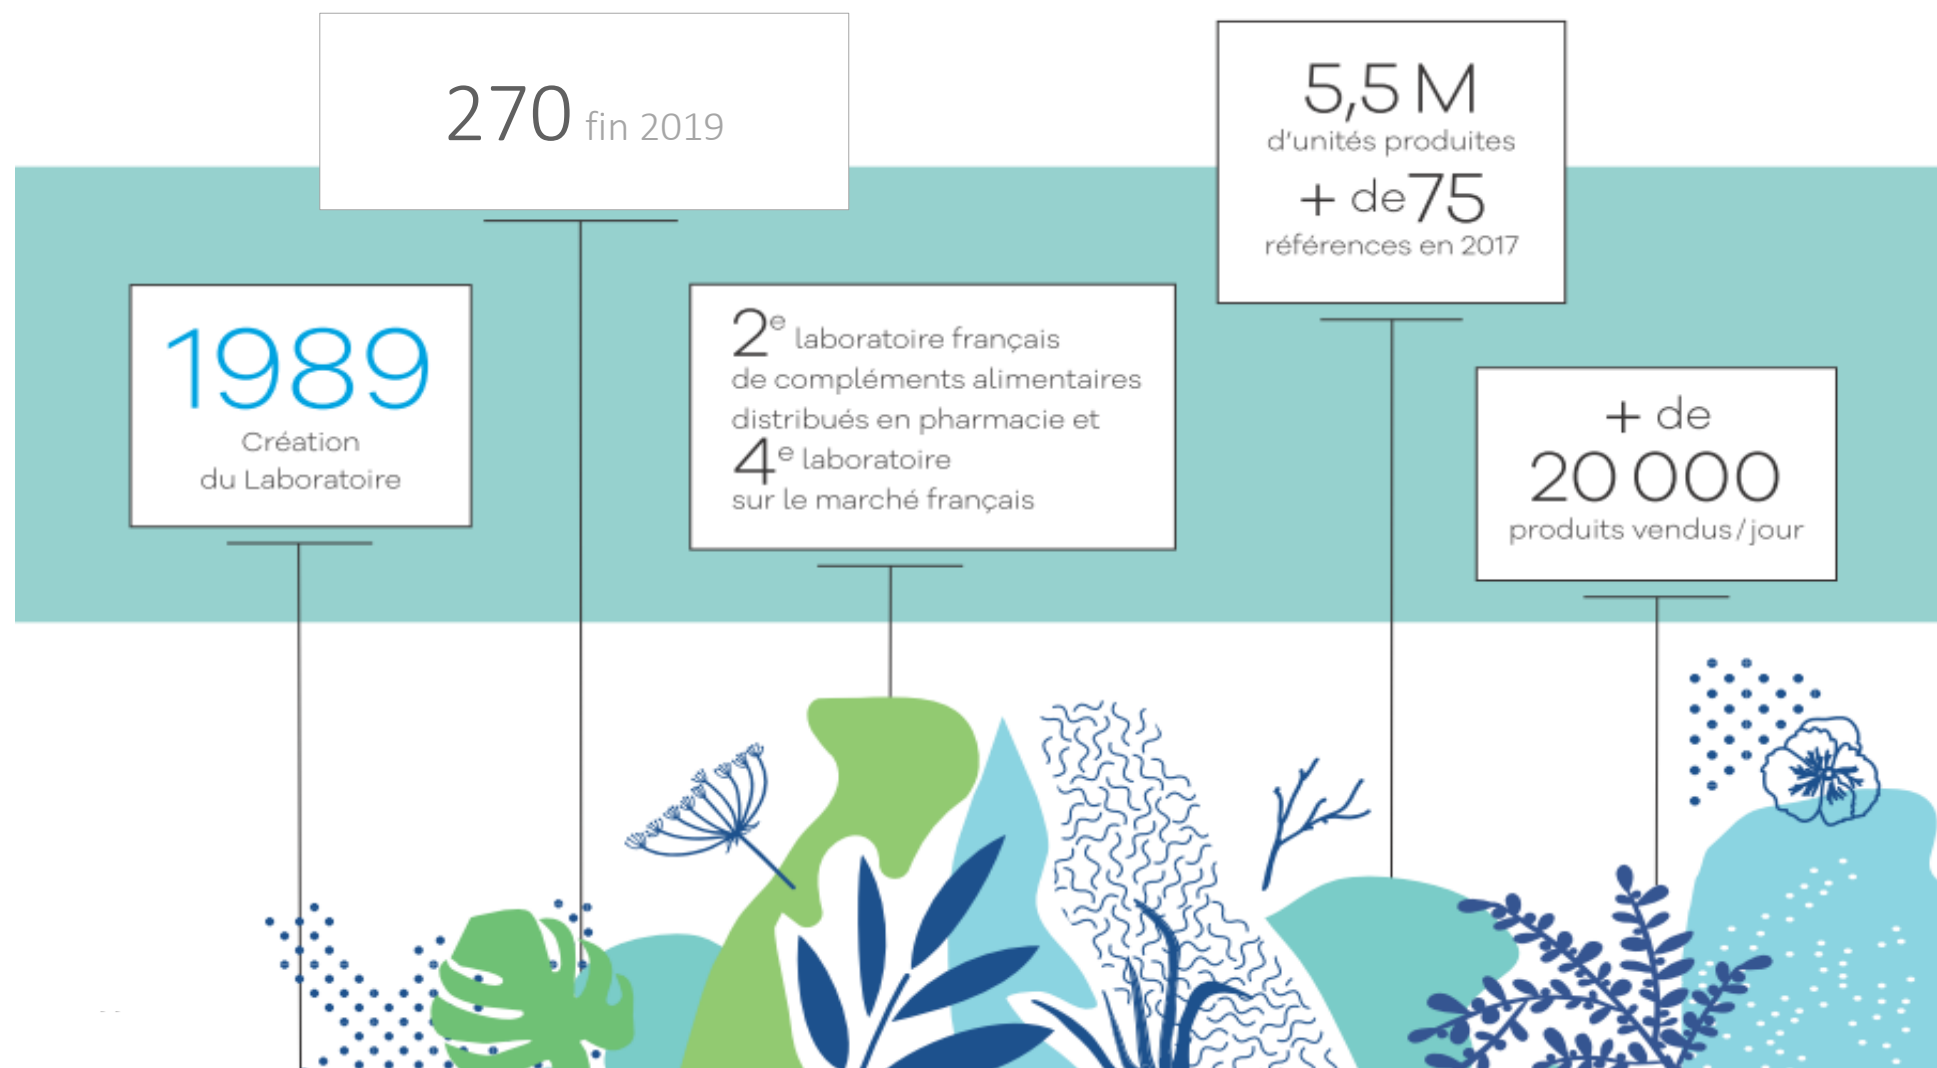 270 fin 2019
1989
Création
du Laboratoire
2e laboratoire français
de compléments alimentaires
distribués en pharmacie et
4e laboratoire
sur le marché français
5,5 M
d'unités produites
+ de 75
références en 2017
+ de
20 000
produits vendus/jour